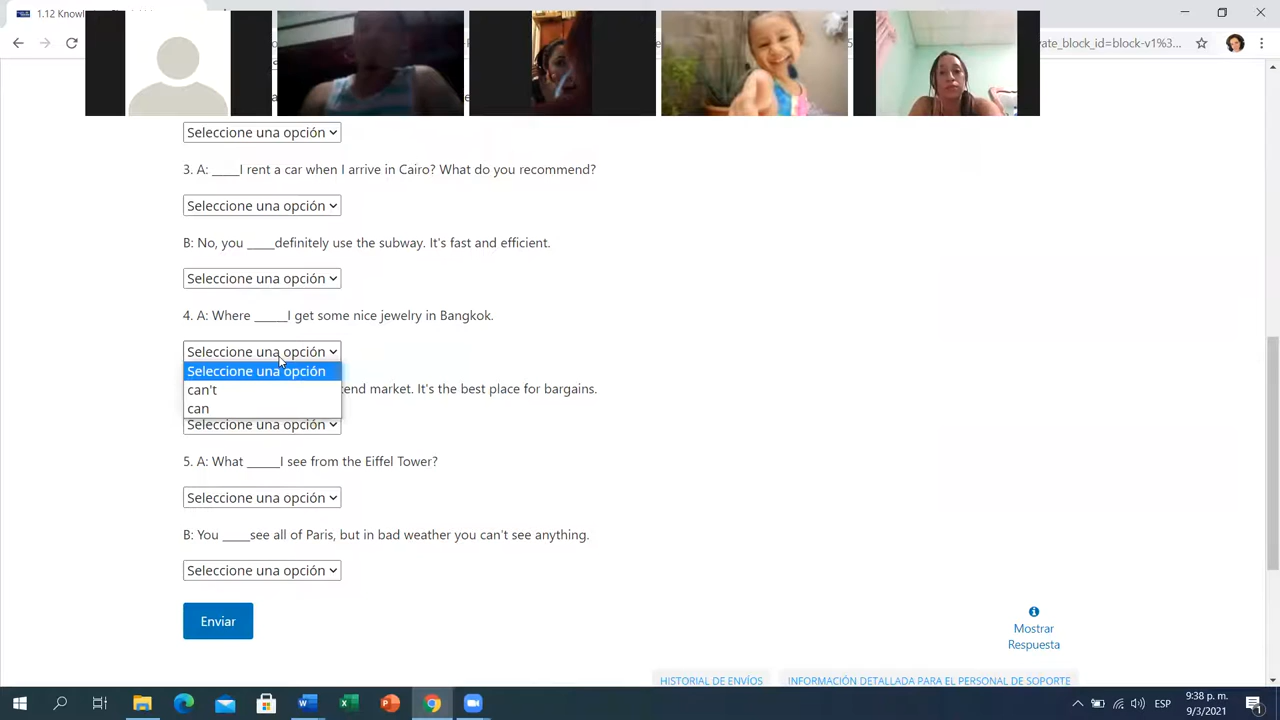 1.12 Knowle
vate_block_id=block-v1%3...
Seleccione una opción
3. A: ____I rent a car when I arrive in Cairo? What do you recommend?
Seleccione una opción
B: No, you ____definitely use the subway. It's fast and efficient.
Seleccione una opción
4. A: Where _____I get some nice jewelry in Bangkok.
Seleccione una opción
Seleccione una opción
can't
can
end market. It's the best place for bargains.
Seleccione una opción
5. A: What _____I see from the Eiffel Tower?
Seleccione una opción
B: You ____see all of Paris, but in bad weather you can't see anything.
Seleccione una opción
Enviar
Mostrar
Respuesta
HISTORIAL DE ENVÍOS
INFORMACIÓN DETALLADA PARA EL PERSONAL DE SOPORTE
ESP
9:38 p. m.
9/3/2021